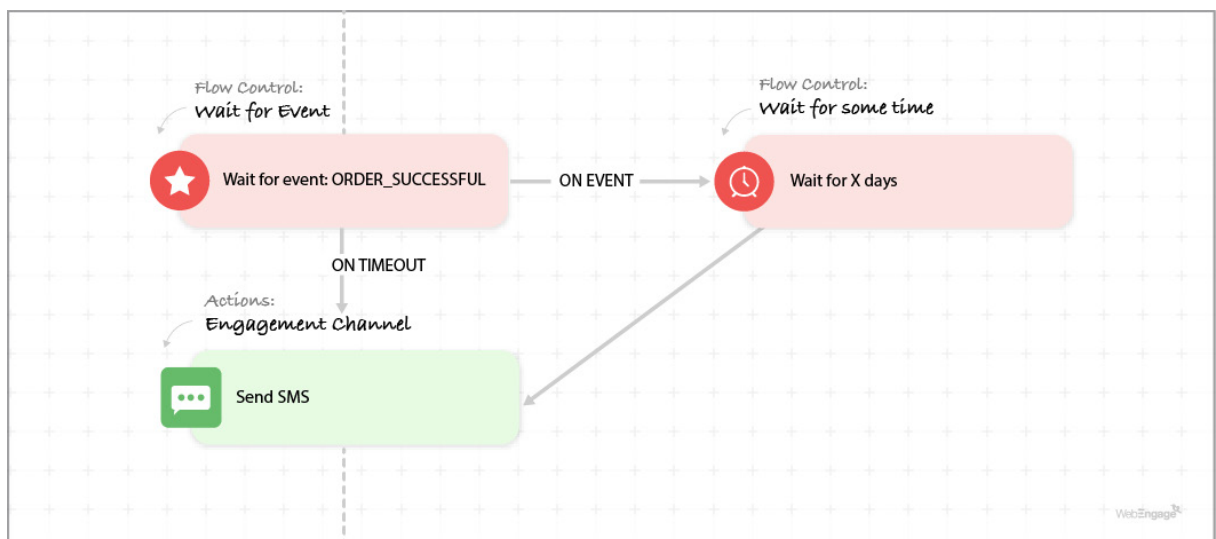 Flow Control:
Wait for Event
Flow Control:
Wait for some time
Wait for event: ORDER_SUCCESSFUL
ON EVENT
Wait for X days
ON TIMEOUT
Actions:
Engagement Channel
Send SMS
WebEngage